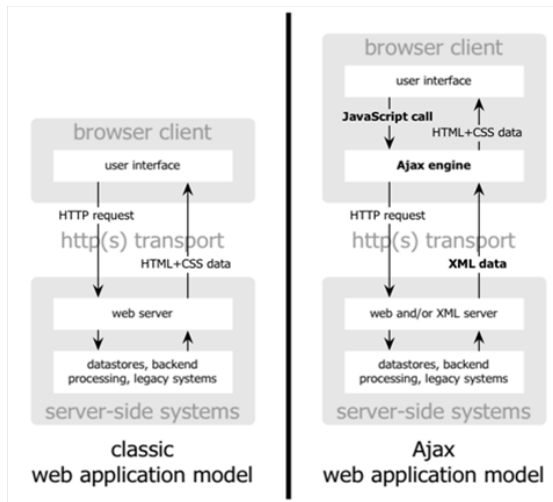 browser client
user interface
HTTP request
http(s) transport
HTML+CSS data
web server
datastores, backend
processing, legacy systems
server-side systems
classic
web application model
browser client
user interface
JavaScript call
HTML+CSS data
Ajax engine
HTTP request
http(s) transport
XML data
web and/or XML server
datastores, backend
processing, legacy systems
server-side systems
Ajax
web application model